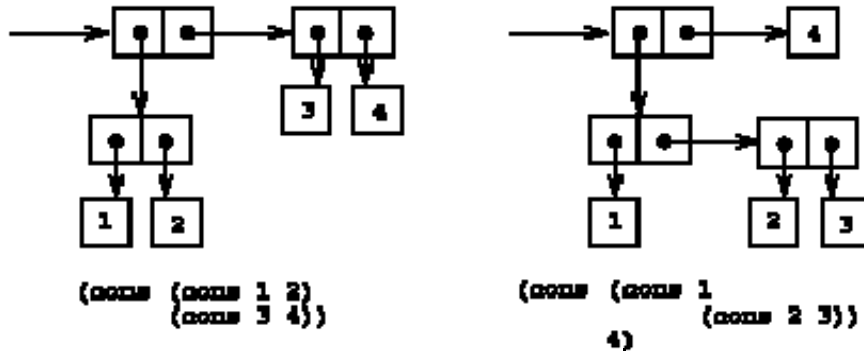 4
3 4
1 2
1 2 3
(cons (cons 1 2)
(cons 3 4))
(cons (cons 1
(cons 2 3))
4)